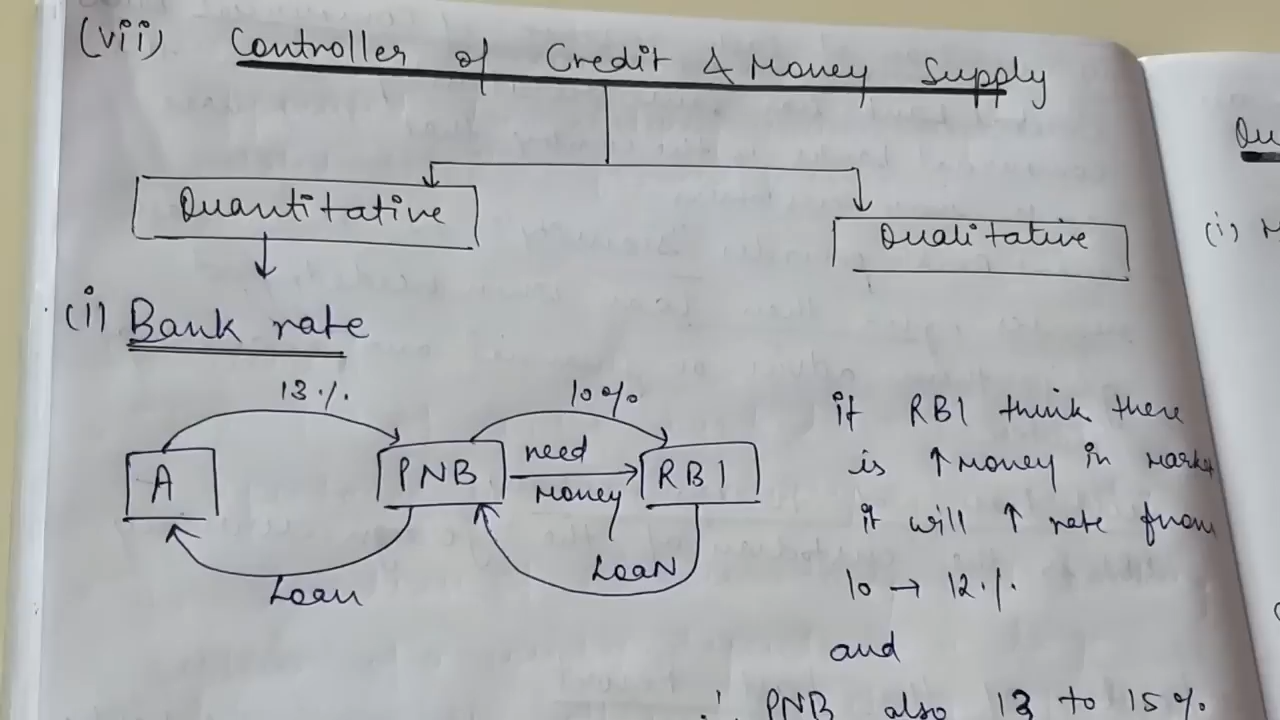 (vii) Controller of Credit & Money Supply
Quantitative
Qualitative
(i) Bank rate
13%
10%
A
PNB
need
Money
RBI
Loan
Loan
if RBI think there
is ↑ Money in Market
it will ↑ rate from
10 → 12%
and
∴ PNB also 13 to 15%
Qu
(i) M